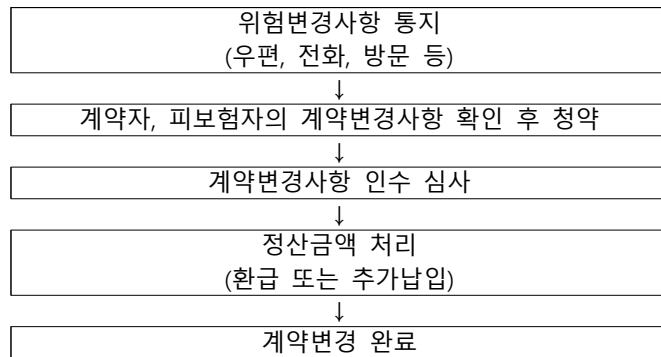 위험변경사항 통지
(우편, 전화, 방문 등)
↓
계약자, 피보험자의 계약변경사항 확인 후 청약
↓
계약변경사항 인수 심사
↓
정산금액 처리
(환급 또는 추가납입)
↓
계약변경 완료